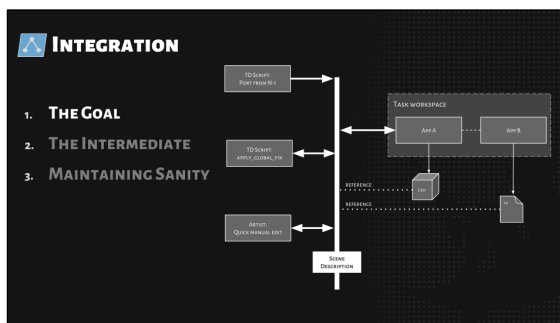 INTEGRATION
1. THE GOAL
2. THE INTERMEDIATE
3. MAINTAINING SANITY
TD SCRIPT:
PORT FROM N-1
TD SCRIPT:
APPLY_GLOBAL_FIX
ARTIST:
QUICK MANUAL EDIT
SCENE
DESCRIPTION
TASK WORKSPACE
APP A
APP B
REFERENCE
REFERENCE
GEO